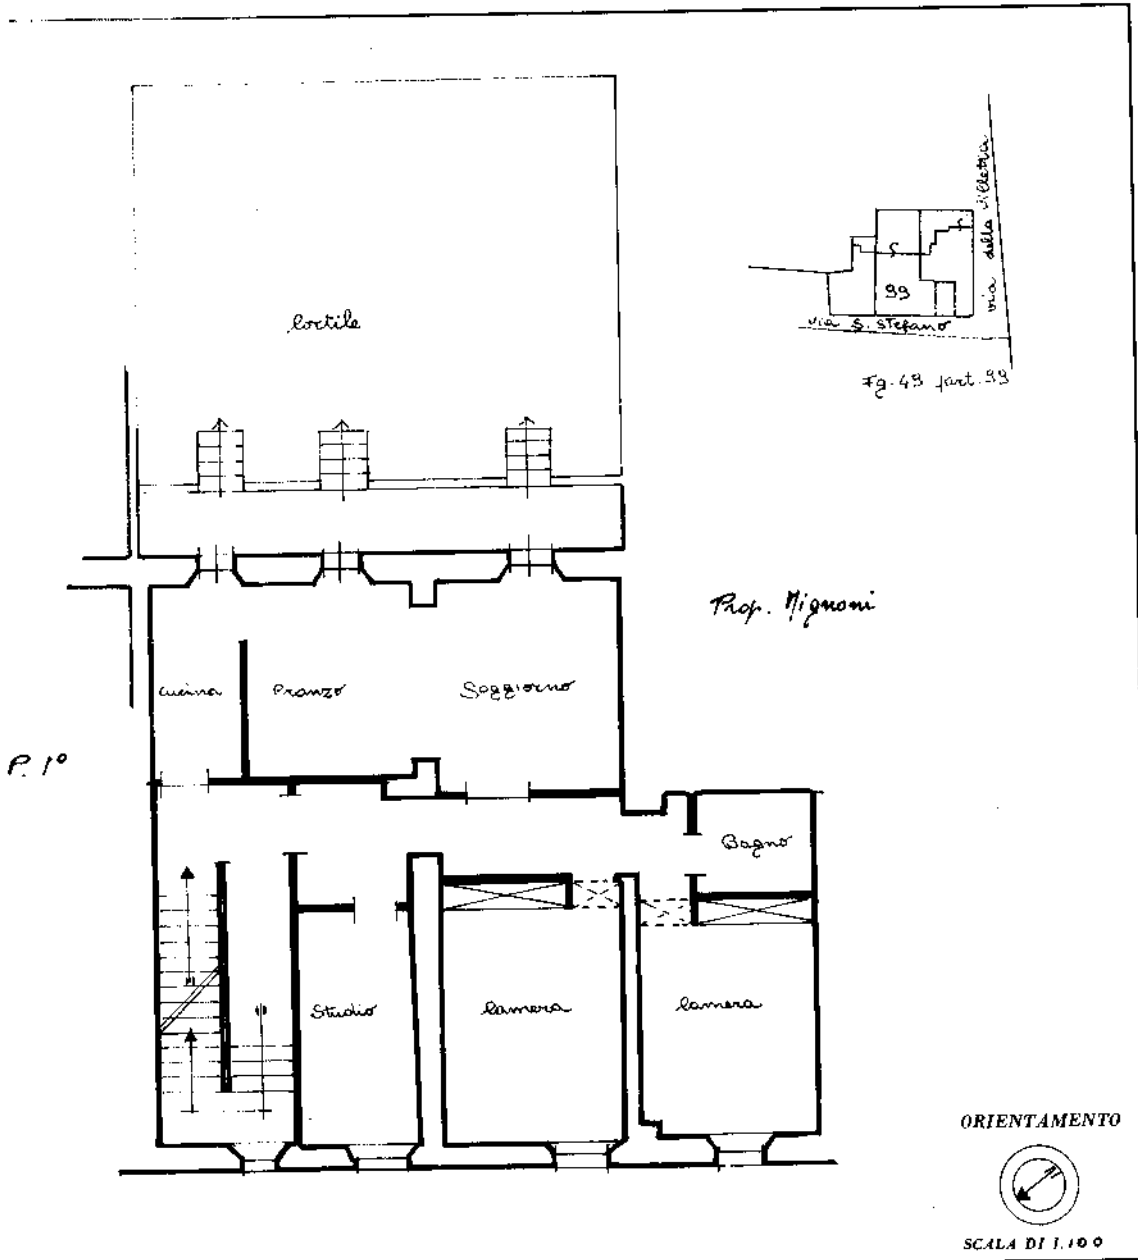 Cortile
via della Villetta
99
via S. Stefano
Fg. 49 part. 99
Prop. Mignoni
Cucina
Pranzo
Soggiorno
P. 1°
Bagno
Studio
Camera
Camera
ORIENTAMENTO
SCALA DI 1:100